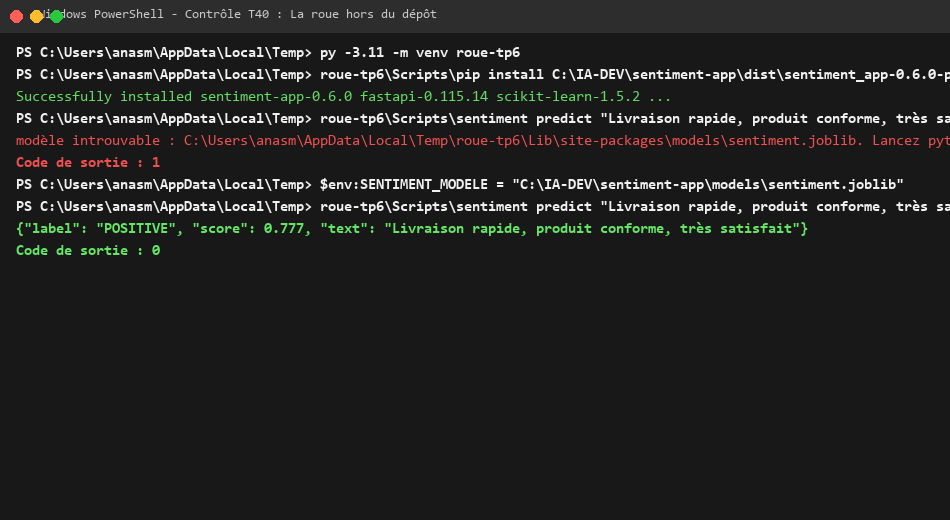 Windows PowerShell - Contrôle T40 : La roue hors du dépôt
PS C:\Users\anasm\AppData\Local\Temp> py -3.11 -m venv roue-tp6
PS C:\Users\anasm\AppData\Local\Temp> roue-tp6\Scripts\pip install C:\IA-DEV\sentiment-app\dist\sentiment_app-0.6.0-p
Successfully installed sentiment-app-0.6.0 fastapi-0.115.14 scikit-learn-1.5.2 ...
PS C:\Users\anasm\AppData\Local\Temp> roue-tp6\Scripts\sentiment predict "Livraison rapide, produit conforme, très sa
modèle introuvable : C:\Users\anasm\AppData\Local\Temp\roue-tp6\Lib\site-packages\models\sentiment.joblib. Lancez pyt
Code de sortie : 1
PS C:\Users\anasm\AppData\Local\Temp> $env:SENTIMENT_MODELE = "C:\IA-DEV\sentiment-app\models\sentiment.joblib"
PS C:\Users\anasm\AppData\Local\Temp> roue-tp6\Scripts\sentiment predict "Livraison rapide, produit conforme, très sa
{"label": "POSITIVE", "score": 0.777, "text": "Livraison rapide, produit conforme, très satisfait"}
Code de sortie : 0